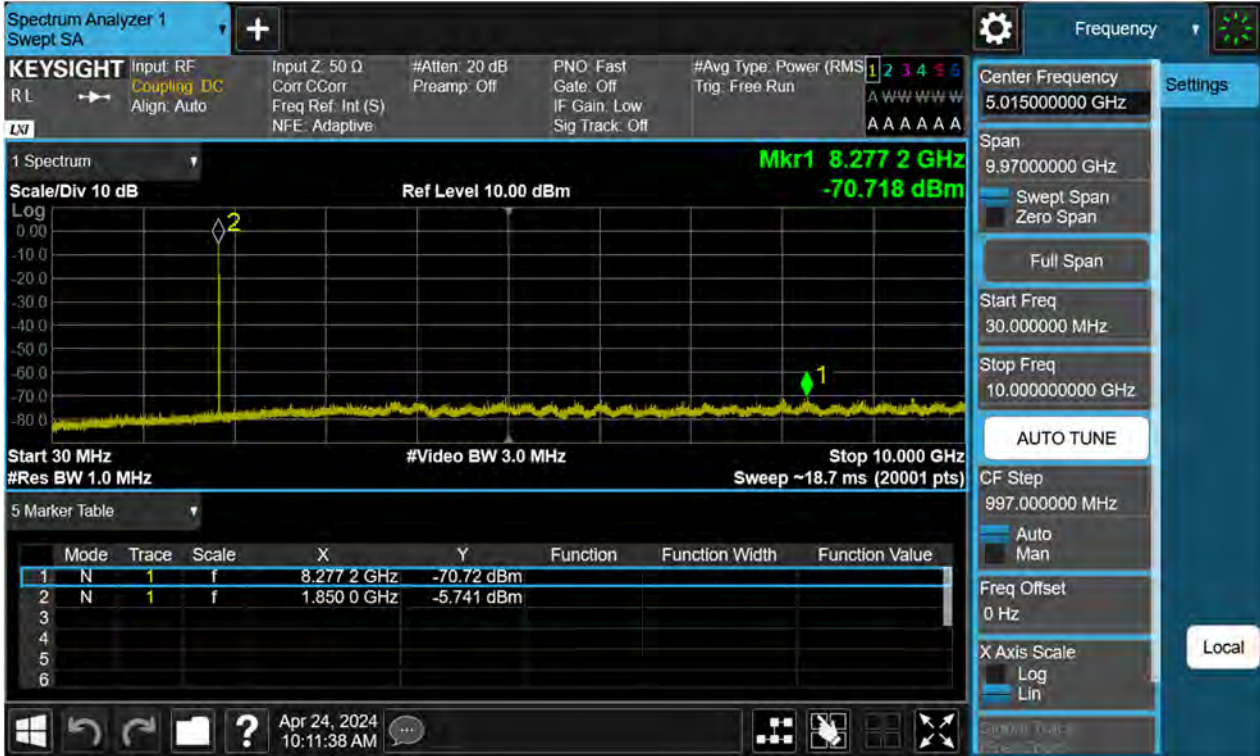 Spectrum Analyzer 1
Swept SA
+
Frequency
KEYSIGHT
R L
LXI
Input: RF
Coupling: DC
Align: Auto
Input Z: 50 Ω
Corr CCorr
Freq Ref: Int (S)
NFE: Adaptive
#Atten: 20 dB
Preamp: Off
PNO: Fast
Gate: Off
IF Gain: Low
Sig Track: Off
#Avg Type: Power (RMS
Trig: Free Run
1 2 3 4 5 6
A W W W W W
A A A A A A
1 Spectrum
Scale/Div 10 dB
Ref Level 10.00 dBm
Mkr1 8.277 2 GHz
-70.718 dBm
Log
0.00
-10.0
-20.0
-30.0
-40.0
-50.0
-60.0
-70.0
-80.0
2
1
Start 30 MHz
#Video BW 3.0 MHz
Stop 10.000 GHz
#Res BW 1.0 MHz
Sweep ~18.7 ms (20001 pts)
5 Marker Table
Mode Trace Scale X Y Function Function Width Function Value
1 N 1 f 8.277 2 GHz -70.72 dBm
2 N 1 f 1.850 0 GHz -5.741 dBm
3
4
5
6
Center Frequency
5.015000000 GHz
Settings
Span
9.97000000 GHz
Swept Span
Zero Span
Full Span
Start Freq
30.000000 MHz
Stop Freq
10.000000000 GHz
AUTO TUNE
CF Step
997.000000 MHz
Auto
Man
Freq Offset
0 Hz
X Axis Scale
Log
Lin
Local
?
Apr 24, 2024
10:11:38 AM